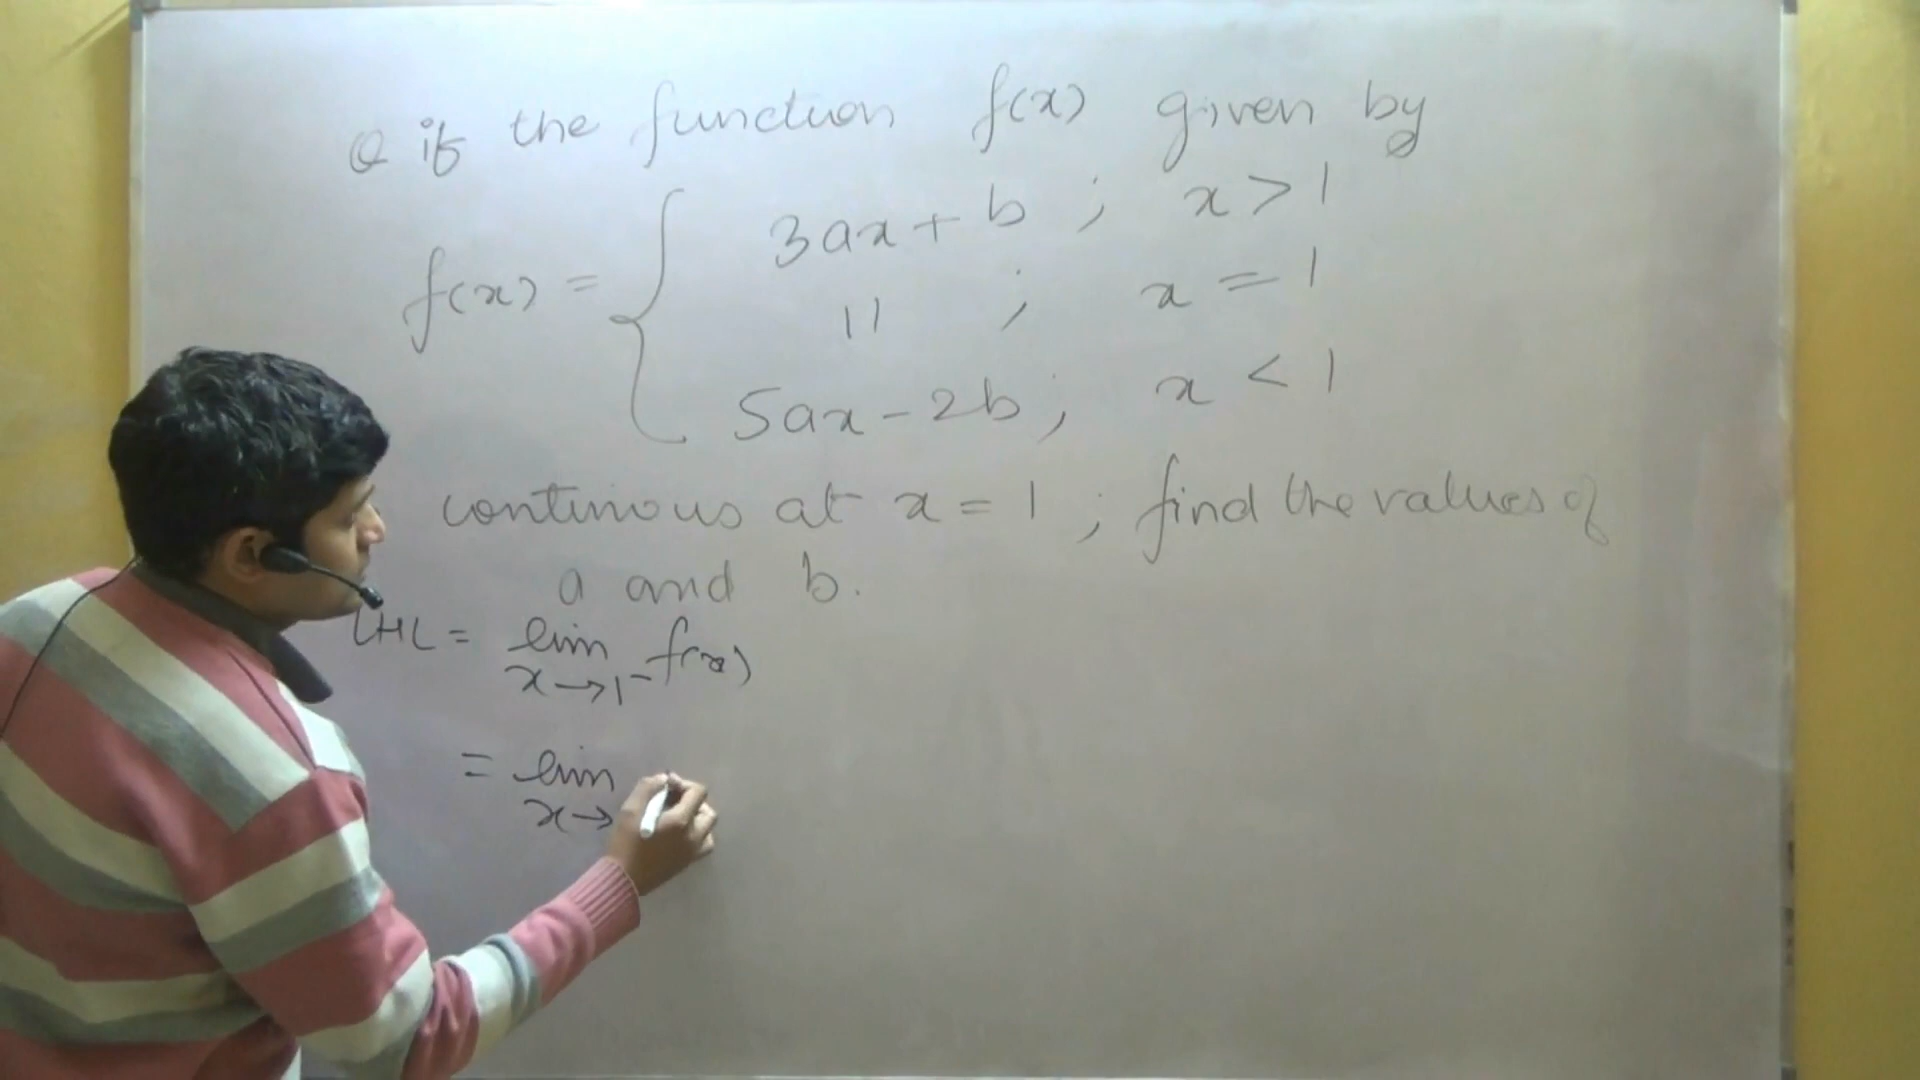 Q if the function f(x) given by
f(x) = { 3ax + b ; x > 1
11 ; x = 1
5ax - 2b ; x < 1
continous at x = 1 ; find the values of
a and b.
LHL = lim f(x)
x→1⁻
= lim
x→